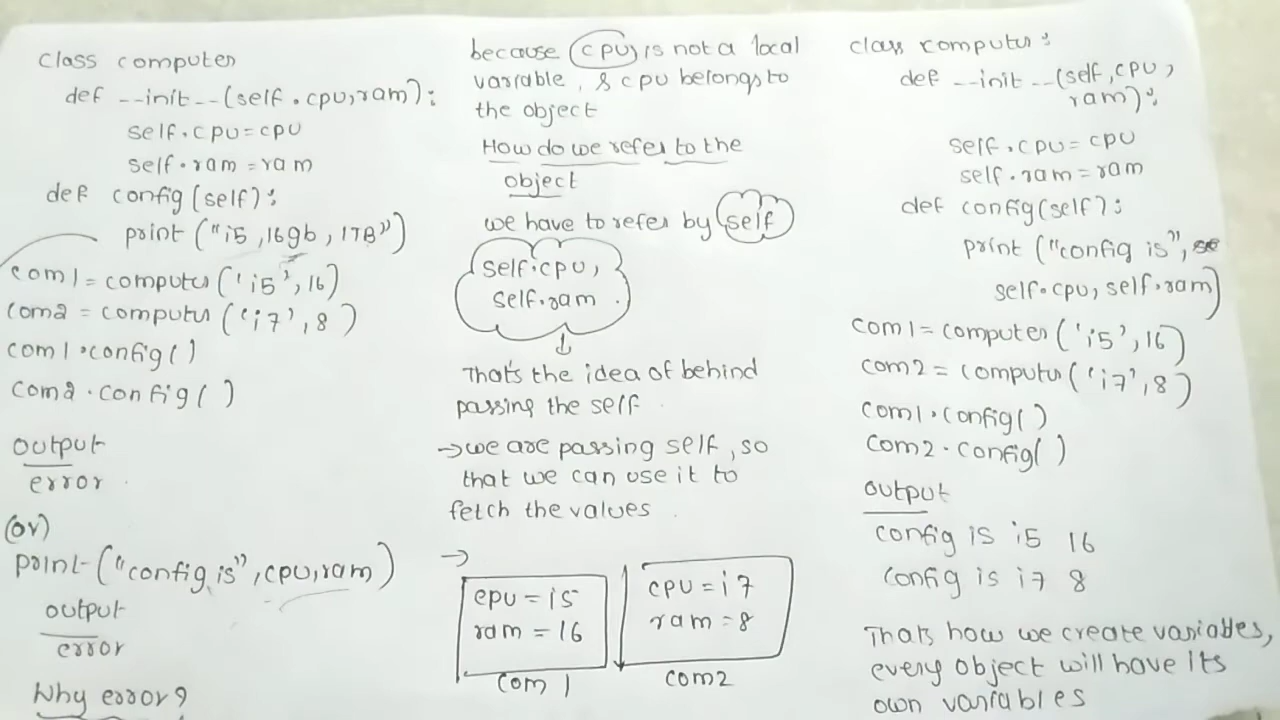 class computer
def __init__(self.cpu,ram):
self.cpu=cpu
self.ram=ram
def config(self):
print("i5,16gb,1TB")
com1=computer('i5',16)
com2=computer('i7',8)
com1.config()
com2.config()
output
error
(or)
print("config is",cpu,ram)
output
error
Why error?
because cpu is not a local
variable, & cpu belongs to
the object
How do we refer to the
object
we have to refer by self
self.cpu,
self.ram.
↓
That's the idea of behind
passing the self
→we are passing self, so
that we can use it to
fetch the values.
→
cpu=i5
ram=16
com1
cpu=i7
ram=8
com2
class computer:
def __init__(self,cpu,
ram):
self.cpu=cpu
self.ram=ram
def config(self):
print("config is",
self.cpu,self.ram)
com1=computer('i5',16)
com2=computer('i7',8)
com1.config()
com2.config()
output
config is i5 16
config is i7 8
Thats how we create variables,
every object will have its
own variables